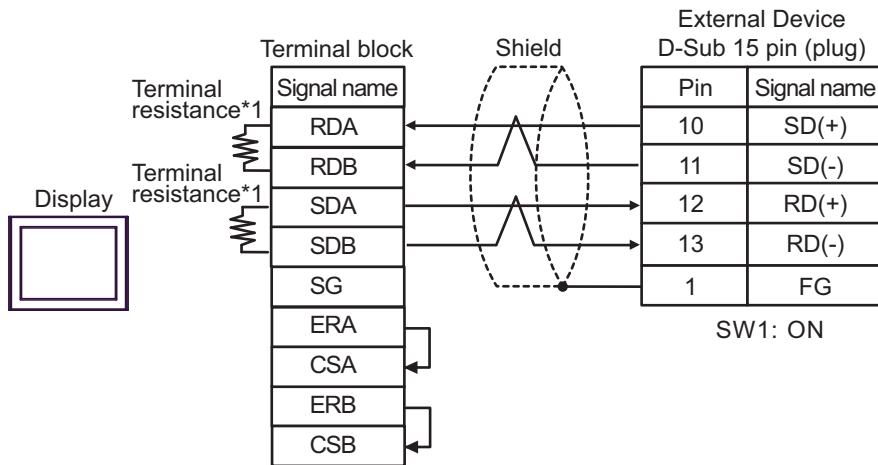 External Device
Terminal block Shield D-Sub 15 pin (plug)
Signal name Pin Signal name
Terminal
resistance*1
RDA 10 SD(+)
RDB 11 SD(-)
Terminal
resistance*1
Display
SDA 12 RD(+)
SDB 13 RD(-)
SG 1 FG
ERA SW1: ON
CSA
ERB
CSB